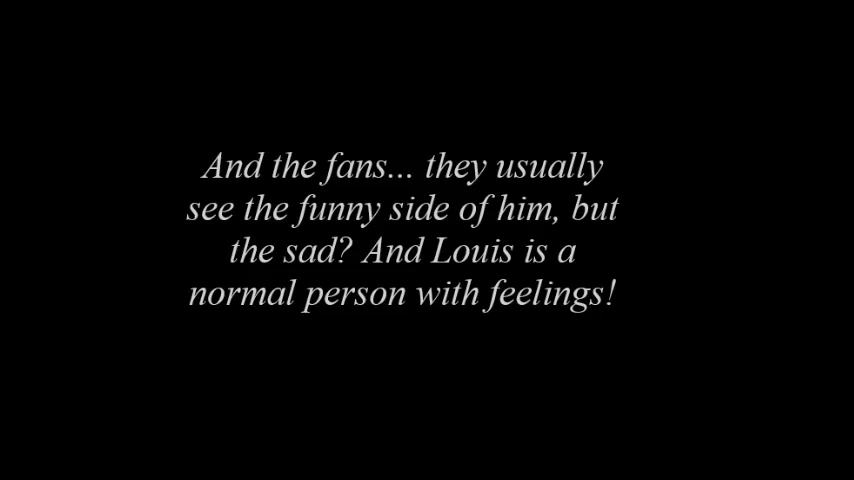 And the fans... they usually
see the funny side of him, but
the sad? And Louis is a
normal person with feelings!